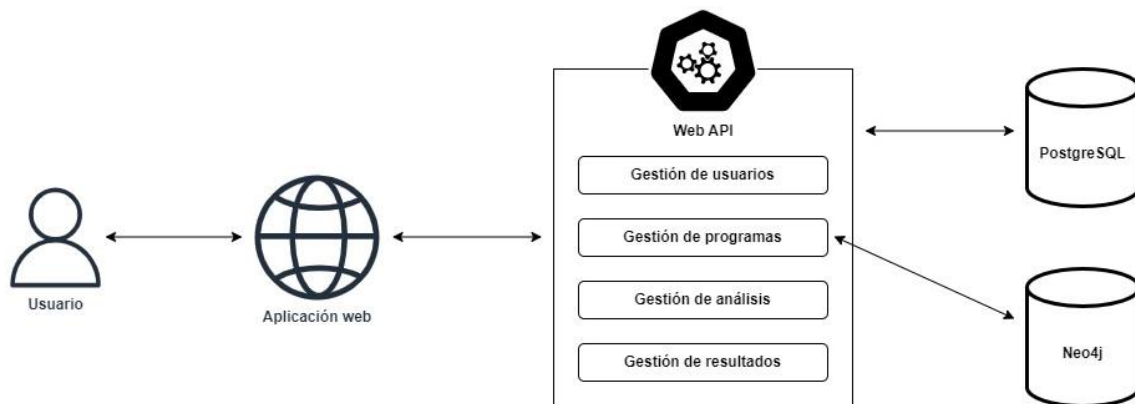 Web API
PostgreSQL
Gestión de usuarios
Gestión de programas
Usuario
Aplicación web
Gestión de análisis
Gestión de resultados
Neo4j